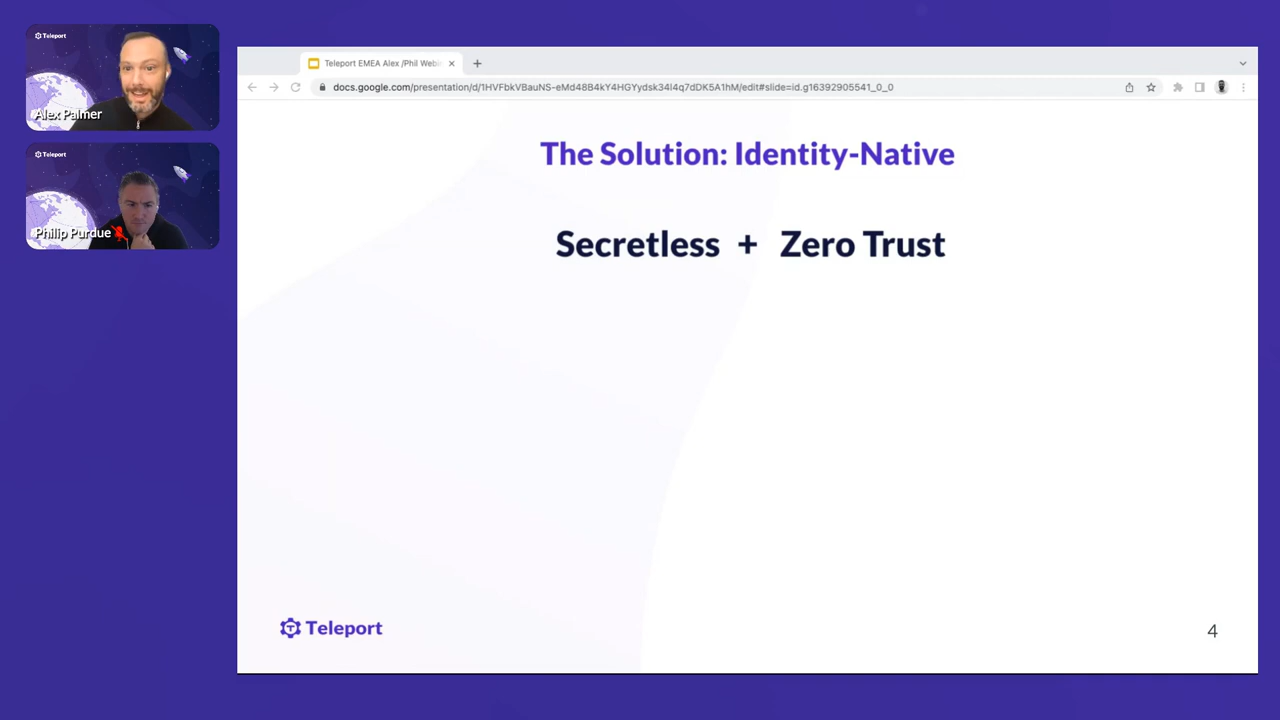 Teleport
Alex Palmer
Teleport
Philip Purdue
Teleport EMEA Alex /Phil Webi
docs.google.com/presentation/d/1HVFbkVBauNS-eMd48B4kY4HGYydsk34l4q7dDK5A1hM/edit#slide=id.g16392905541_0_0
The Solution: Identity-Native
Secretless + Zero Trust
Teleport
4